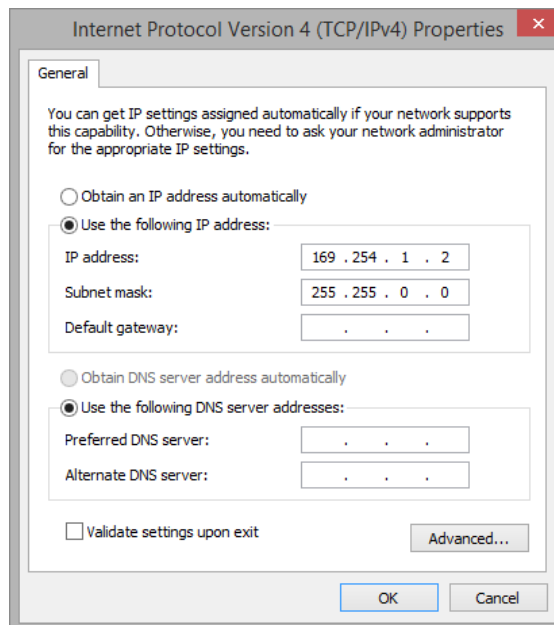 Internet Protocol Version 4 (TCP/IPv4) Properties
General
You can get IP settings assigned automatically if your network supports
this capability. Otherwise, you need to ask your network administrator
for the appropriate IP settings.
Obtain an IP address automatically
Use the following IP address:
IP address: 169 . 254 . 1 . 2
Subnet mask: 255 . 255 . 0 . 0
Default gateway: . . .
Obtain DNS server address automatically
Use the following DNS server addresses:
Preferred DNS server: . . .
Alternate DNS server: . . .
Validate settings upon exit
Advanced...
OK Cancel